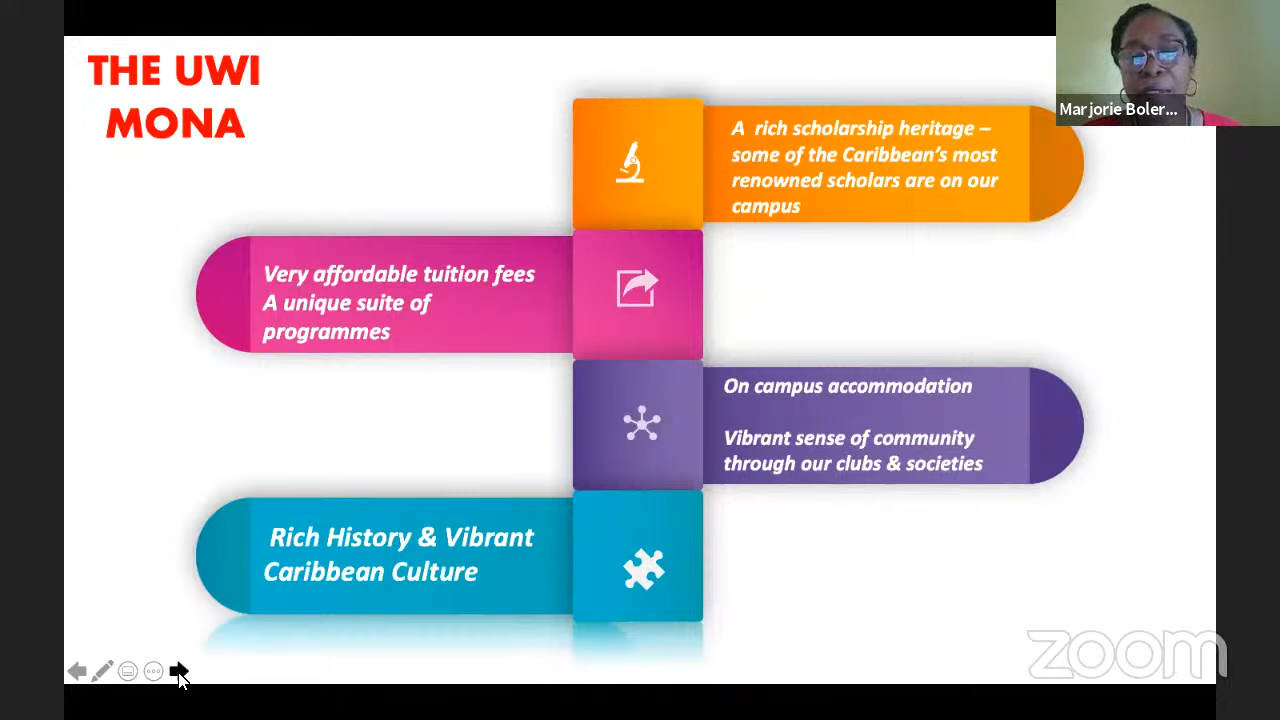 THE UWI
MONA
Marjorie Boler...
A rich scholarship heritage –
some of the Caribbean's most
renowned scholars are on our
campus
Very affordable tuition fees
A unique suite of
programmes
On campus accommodation
Vibrant sense of community
through our clubs & societies
Rich History & Vibrant
Caribbean Culture
zoom